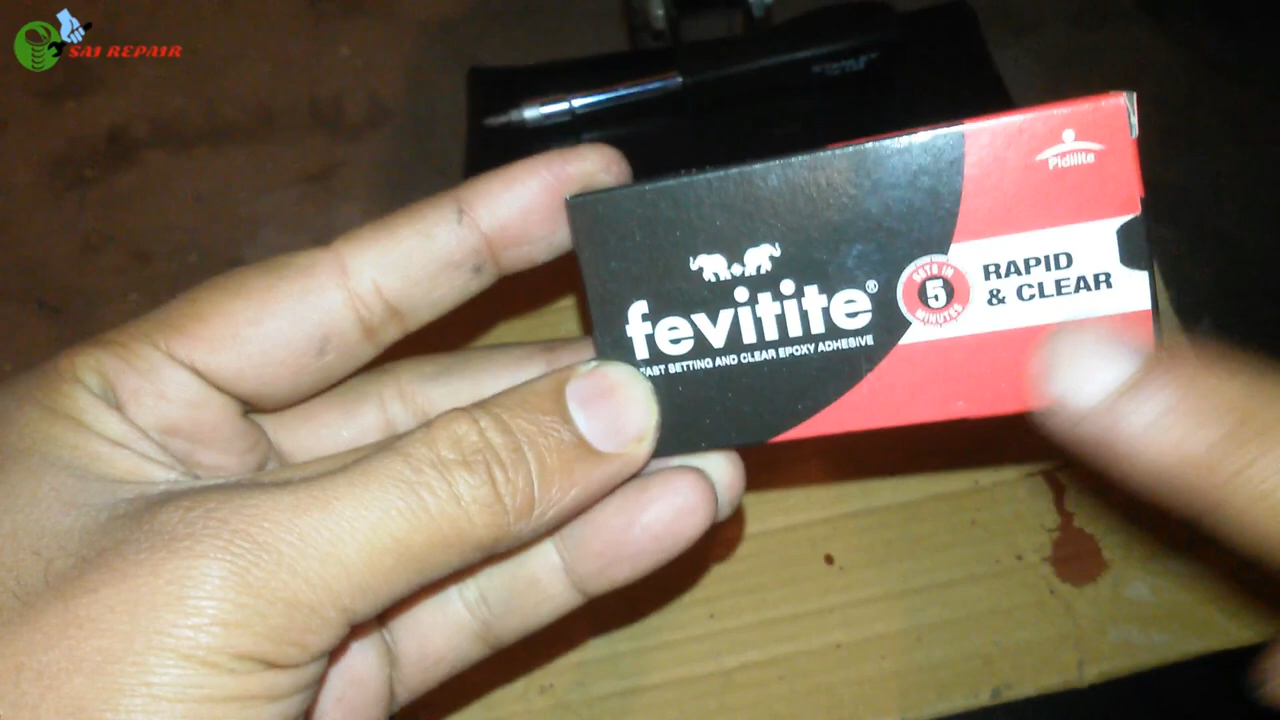 SAI REPAIR
Pidilite
fevitite®
FAST SETTING AND CLEAR EPOXY ADHESIVE
SETS IN
5
MINUTES
RAPID
& CLEAR